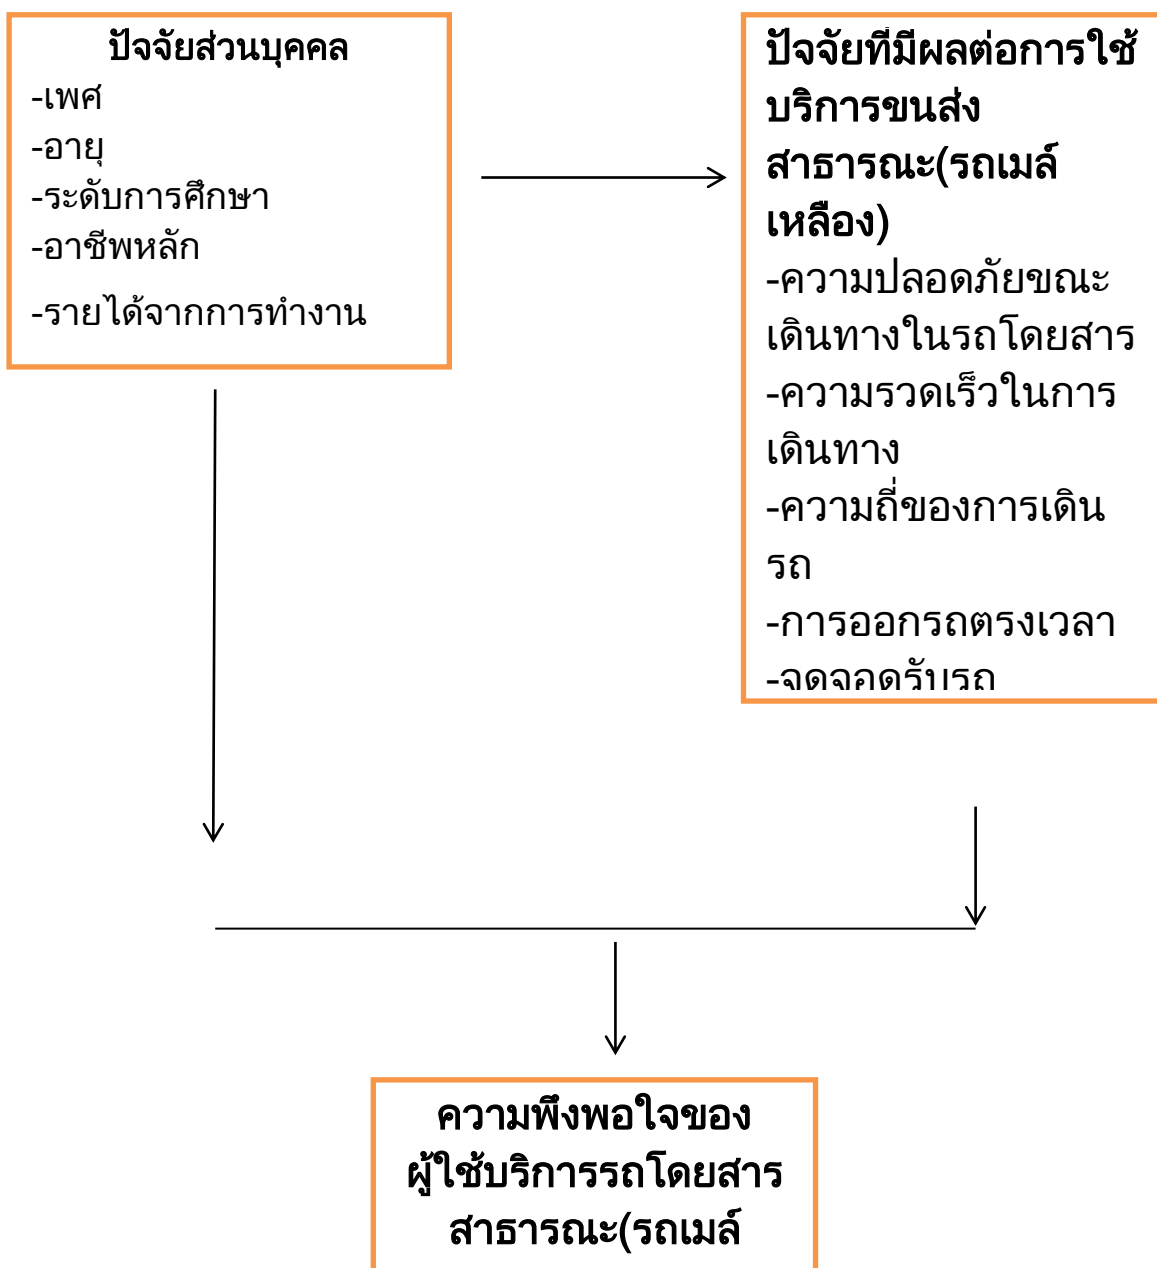 ปัจจัยส่วนบุคคล
-เพศ
-อายุ
-ระดับการศึกษา
-อาชีพหลัก
-รายได้จากการทำงาน
ปัจจัยที่มีผลต่อการใช้
บริการขนส่ง
สาธารณะ(รถเมล์
เหลือง)
-ความปลอดภัยขณะ
เดินทางในรถโดยสาร
-ความรวดเร็วในการ
เดินทาง
-ความถี่ของการเดิน
รถ
-การออกรถตรงเวลา
-จุดจอดรับรถ
ความพึงพอใจของ
ผู้ใช้บริการรถโดยสาร
สาธารณะ(รถเมล์